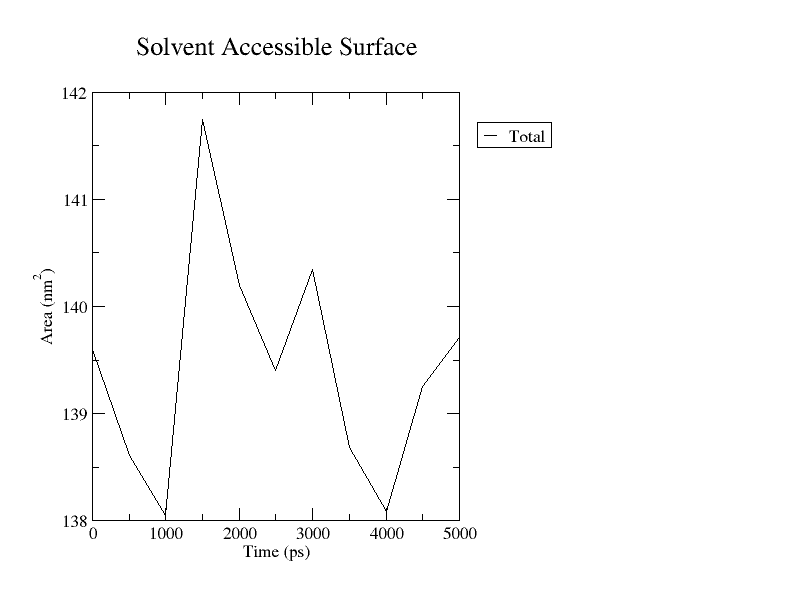 Solvent Accessible Surface
142
141
140
139
138
Area (nm²)
Total
0 1000 2000 3000 4000 5000
Time (ps)